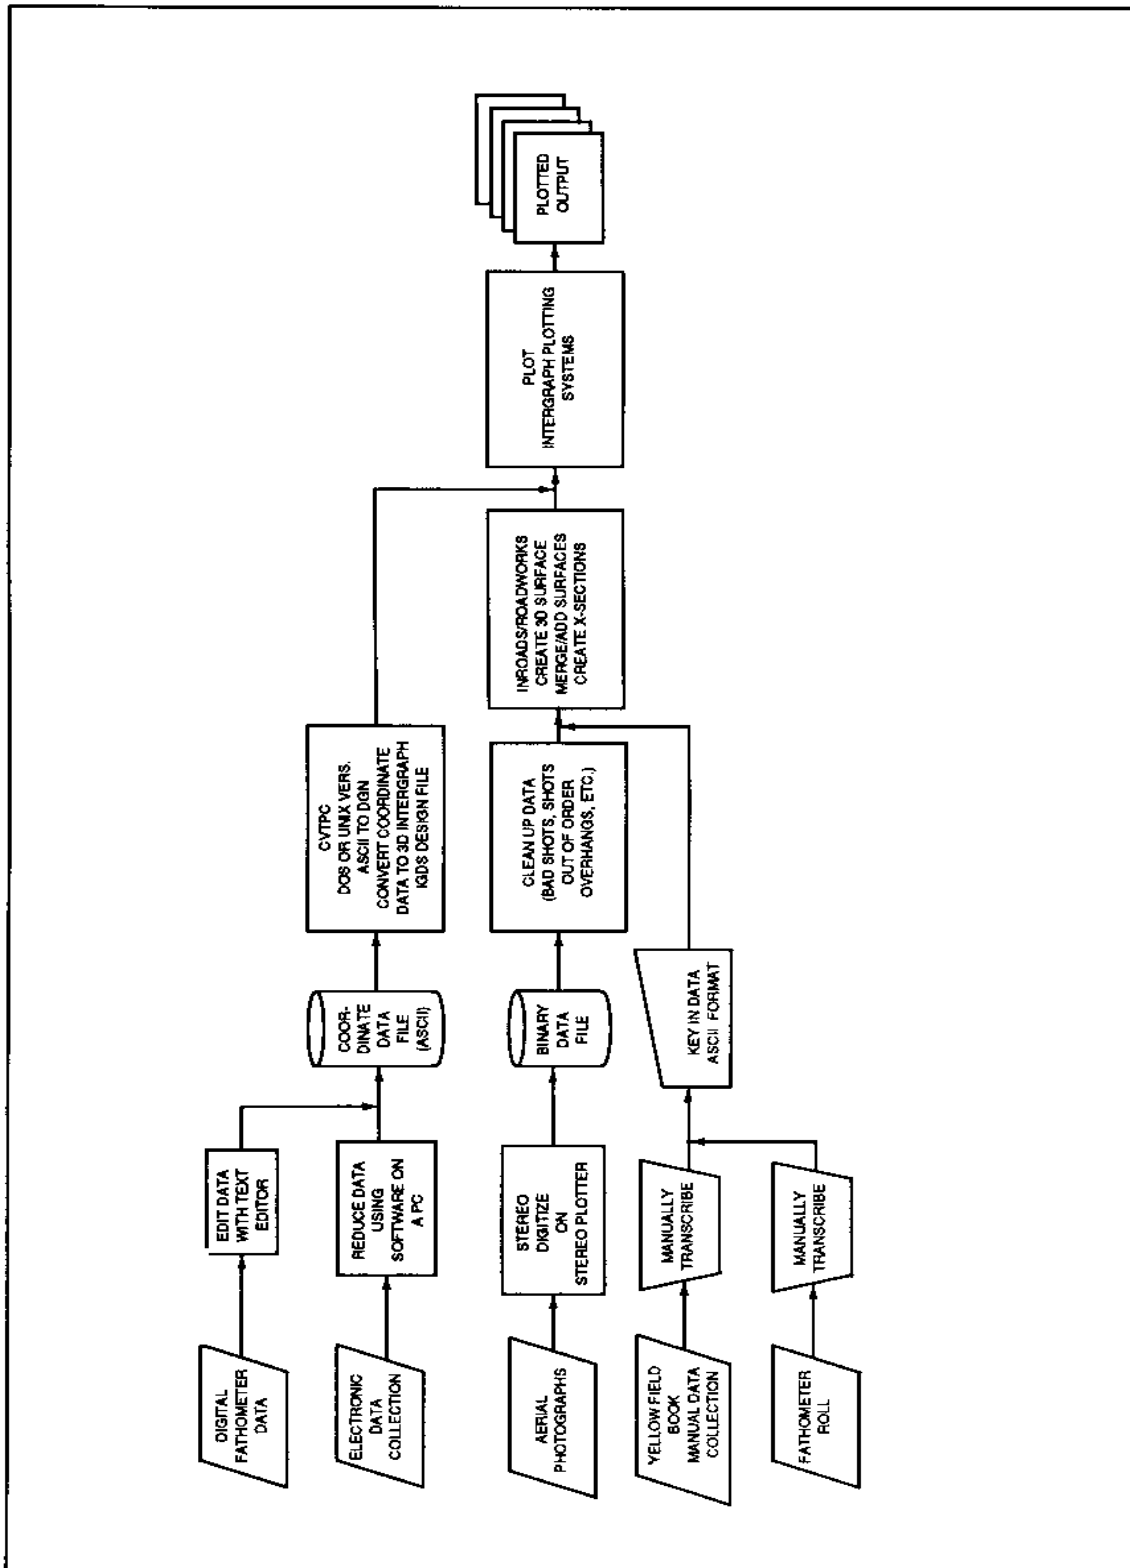 DIGITAL
FATHOMETER
DATA
EDIT DATA
WITH TEXT
EDITOR
ELECTRONIC
DATA
COLLECTION
REDUCE DATA
USING
SOFTWARE ON
A PC
COOR-
DINATE
DATA
FILE
(ASCII)
CVTPC
DOS OR UNIX VERS.
ASCII TO DGN
CONVERT COORDINATE
DATA TO 3D INTERGRAPH
IGDS DESIGN FILE
AERIAL
PHOTOGRAPHS
STEREO
DIGITIZE
ON
STEREO PLOTTER
BINARY
DATA
FILE
CLEAN UP DATA
(BAD SHOTS, SHOTS
OUT OF ORDER
OVERHANGS, ETC.)
INROADS/ROADWORKS
CREATE 3D SURFACE
MERGE/ADD SURFACES
CREATE X-SECTIONS
PLOT
INTERGRAPH PLOTTING
SYSTEMS
PLOTTED
OUTPUT
YELLOW FIELD
BOOK
MANUAL DATA
COLLECTION
MANUALLY
TRANSCRIBE
KEY IN DATA
ASCII FORMAT
FATHOMETER
ROLL
MANUALLY
TRANSCRIBE